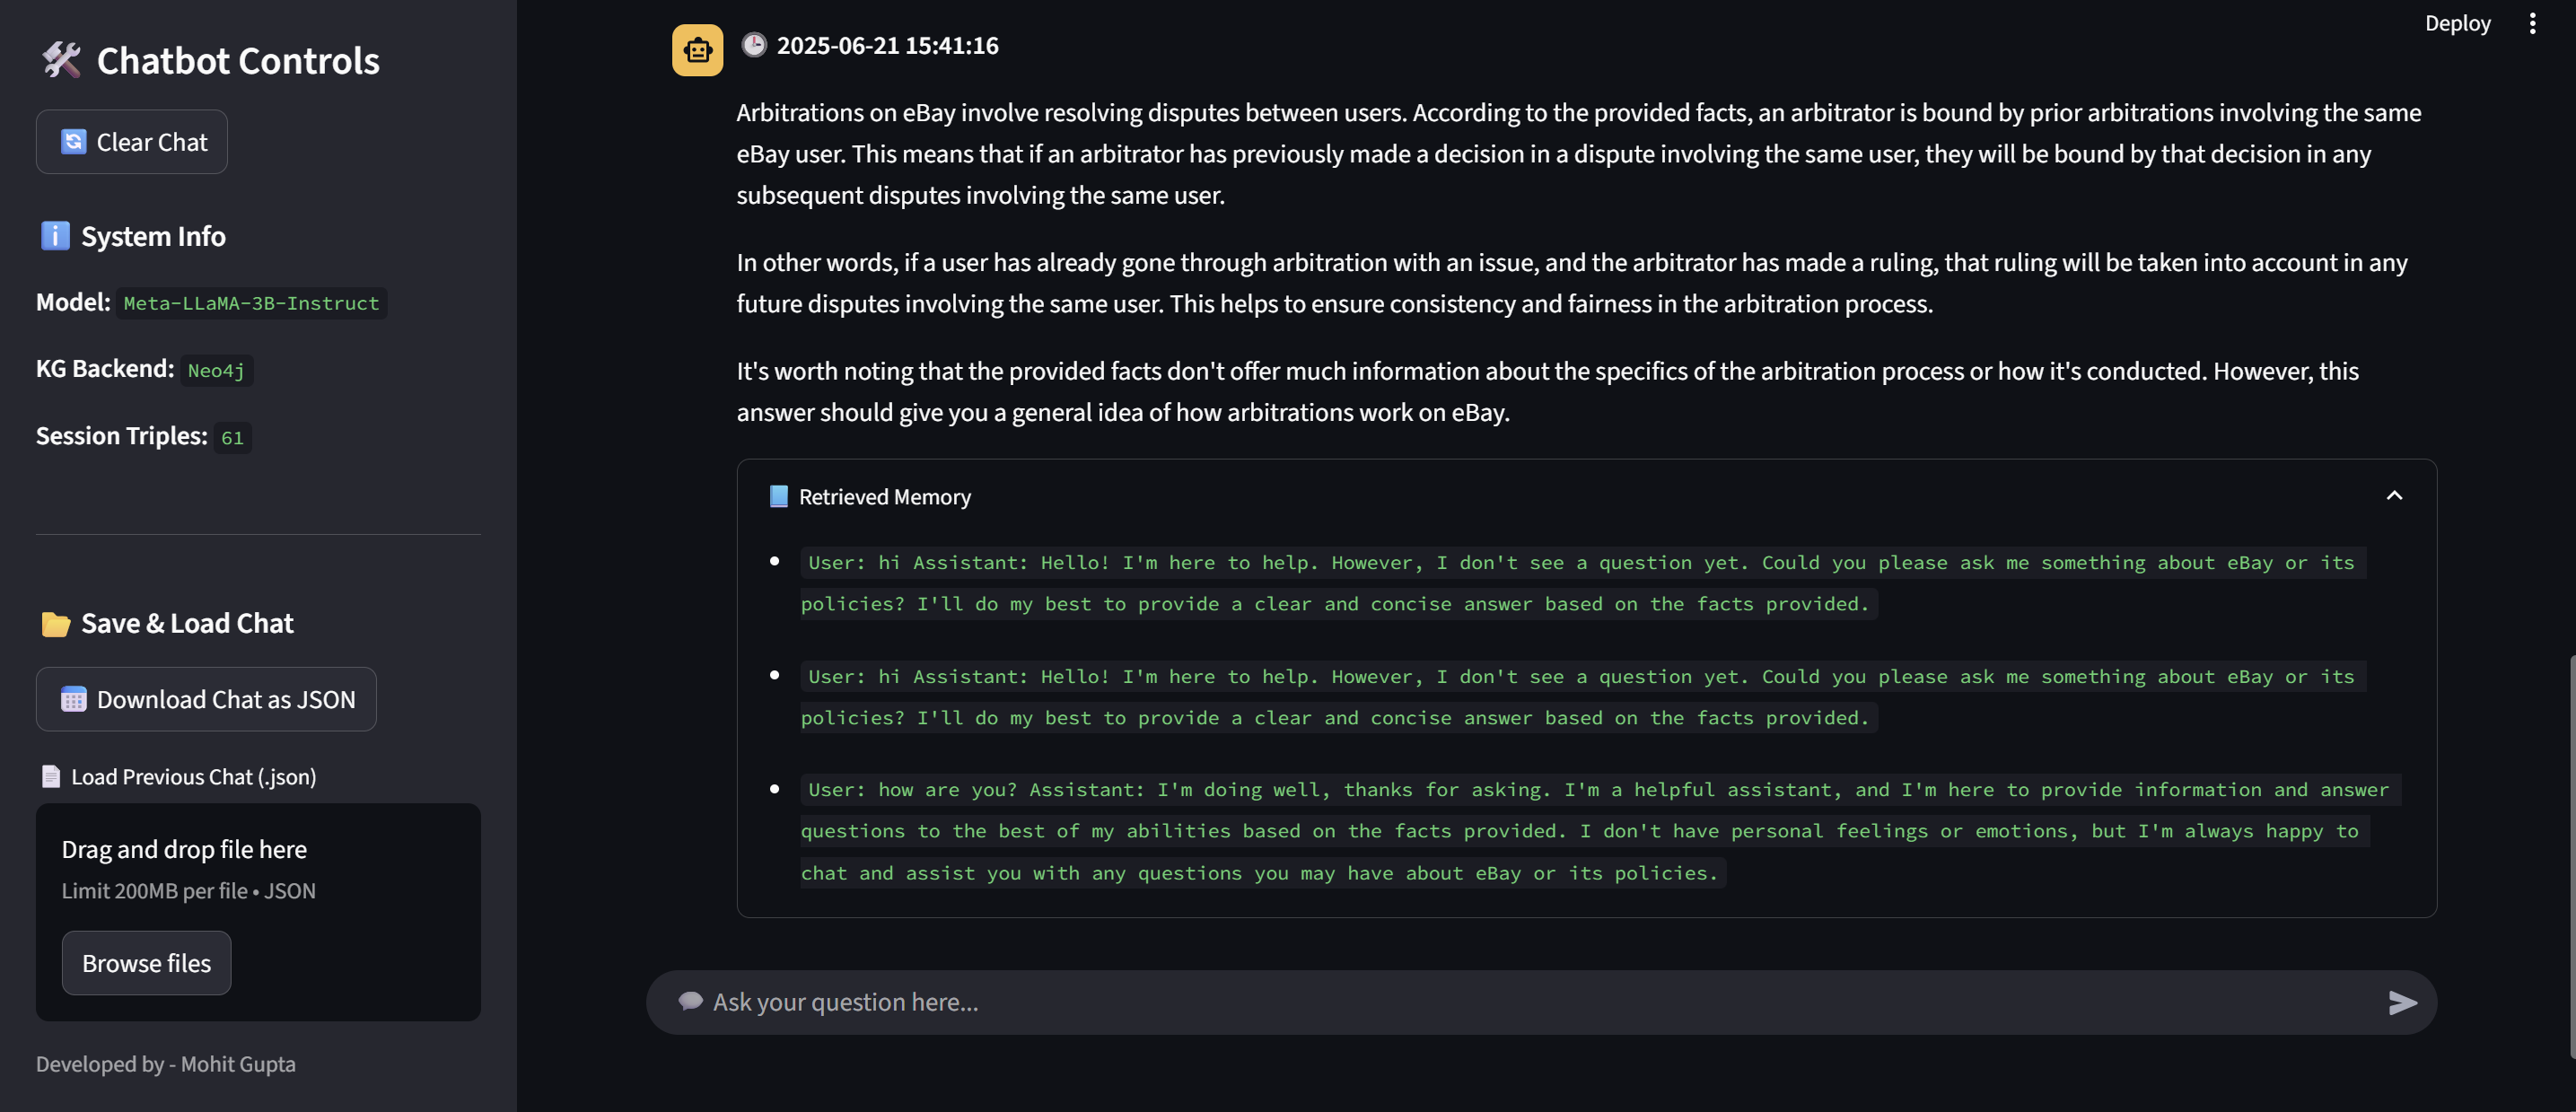 Chatbot Controls
Clear Chat
System Info
Model: Meta-LLaMA-3B-Instruct
KG Backend: Neo4j
Session Triples: 61
Save & Load Chat
Download Chat as JSON
Load Previous Chat (.json)
Drag and drop file here
Limit 200MB per file • JSON
Browse files
Developed by - Mohit Gupta
Deploy
2025-06-21 15:41:16
Arbitrations on eBay involve resolving disputes between users. According to the provided facts, an arbitrator is bound by prior arbitrations involving the same
eBay user. This means that if an arbitrator has previously made a decision in a dispute involving the same user, they will be bound by that decision in any
subsequent disputes involving the same user.
In other words, if a user has already gone through arbitration with an issue, and the arbitrator has made a ruling, that ruling will be taken into account in any
future disputes involving the same user. This helps to ensure consistency and fairness in the arbitration process.
It's worth noting that the provided facts don't offer much information about the specifics of the arbitration process or how it's conducted. However, this
answer should give you a general idea of how arbitrations work on eBay.
Retrieved Memory
• User: hi Assistant: Hello! I'm here to help. However, I don't see a question yet. Could you please ask me something about eBay or its
policies? I'll do my best to provide a clear and concise answer based on the facts provided.
• User: hi Assistant: Hello! I'm here to help. However, I don't see a question yet. Could you please ask me something about eBay or its
policies? I'll do my best to provide a clear and concise answer based on the facts provided.
• User: how are you? Assistant: I'm doing well, thanks for asking. I'm a helpful assistant, and I'm here to provide information and answer
questions to the best of my abilities based on the facts provided. I don't have personal feelings or emotions, but I'm always happy to
chat and assist you with any questions you may have about eBay or its policies.
Ask your question here...